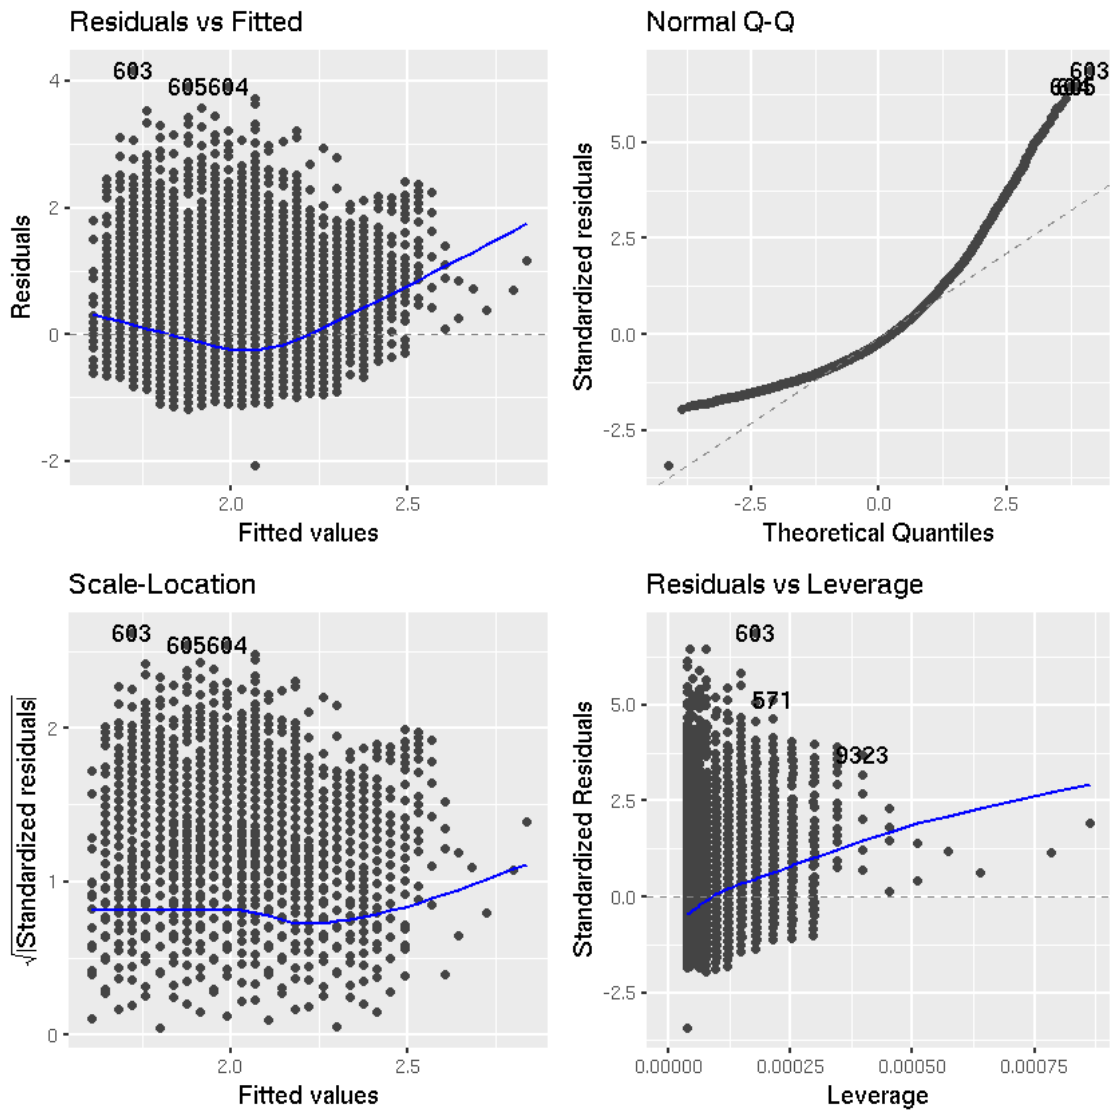 Residuals vs Fitted
603
605604
4
2
0
-2
Residuals
2.0
2.5
Fitted values
Normal Q-Q
603
5.0
2.5
0.0
-2.5
Standardized residuals
-2.5
0.0
2.5
Theoretical Quantiles
Scale-Location
603
605604
2
1
0
√|Standardized residuals|
2.0
2.5
Fitted values
Residuals vs Leverage
603
571
9323
5.0
2.5
0.0
-2.5
Standardized Residuals
0.00000
0.00025
0.00050
0.00075
Leverage